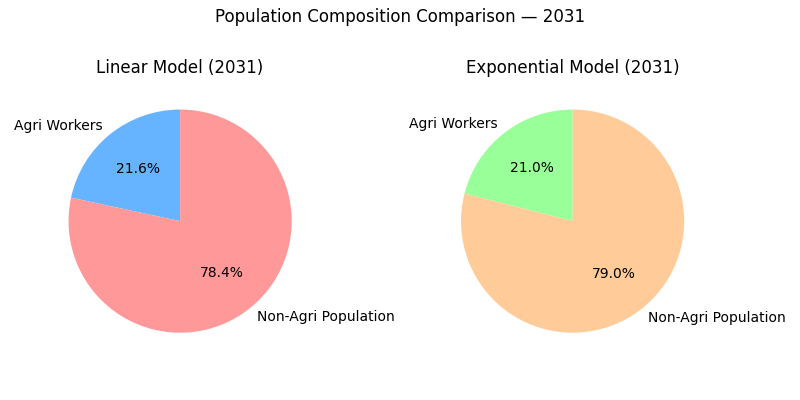 Population Composition Comparison — 2031
Linear Model (2031)
Agri Workers
21.6%
78.4%
Non-Agri Population
Exponential Model (2031)
Agri Workers
21.0%
79.0%
Non-Agri Population